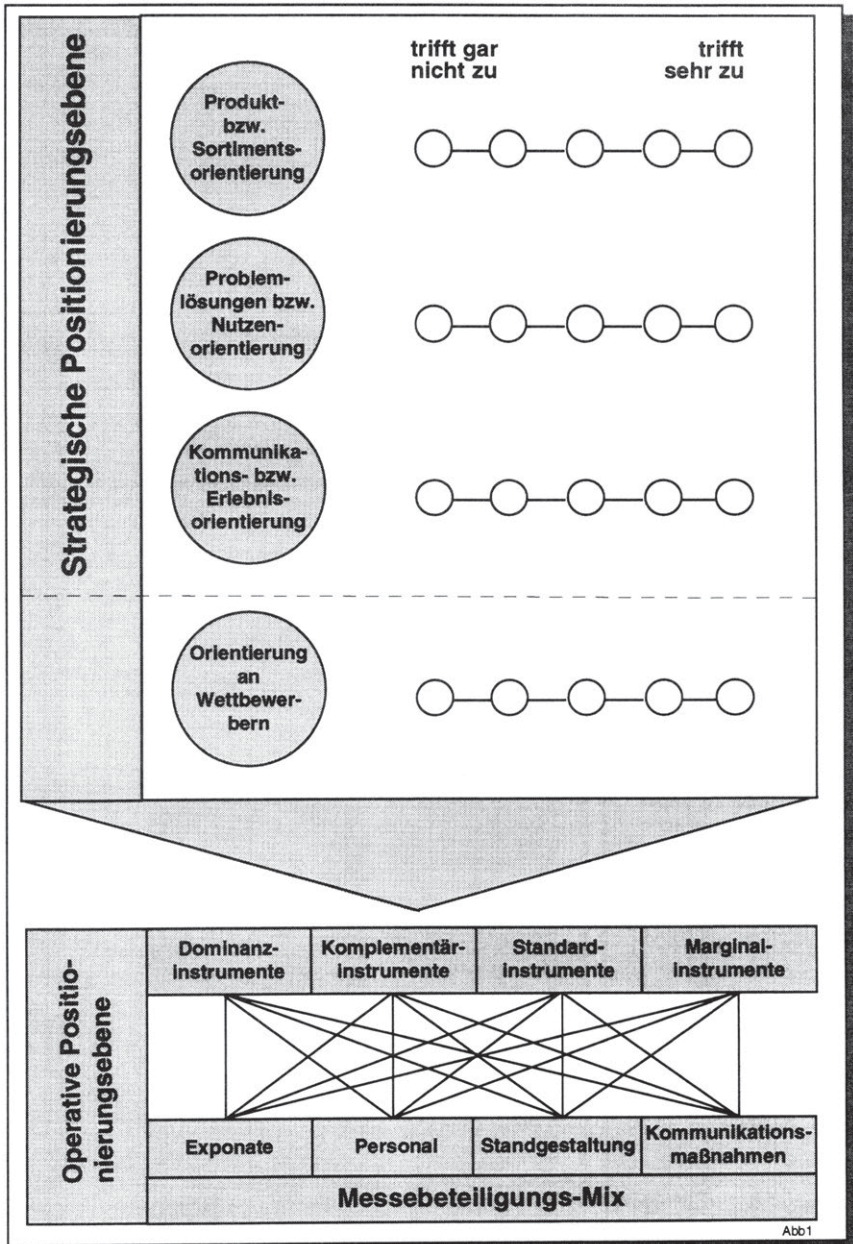 Strategische Positionierungsebene
trifft gar
nicht zu
trifft
sehr zu
Produkt-
bzw.
Sortiments-
orientierung
Problem-
lösungen bzw.
Nutzen-
orientierung
Kommunika-
tions- bzw.
Erlebnis-
orientierung
Orientierung
an
Wettbewer-
bern
Operative Positio-
nierungsebene
Dominanz-
instrumente
Komplementär-
instrumente
Standard-
instrumente
Marginal-
instrumente
Exponate
Personal
Standgestaltung
Kommunikations-
maßnahmen
Messebeteiligungs-Mix
Abb1